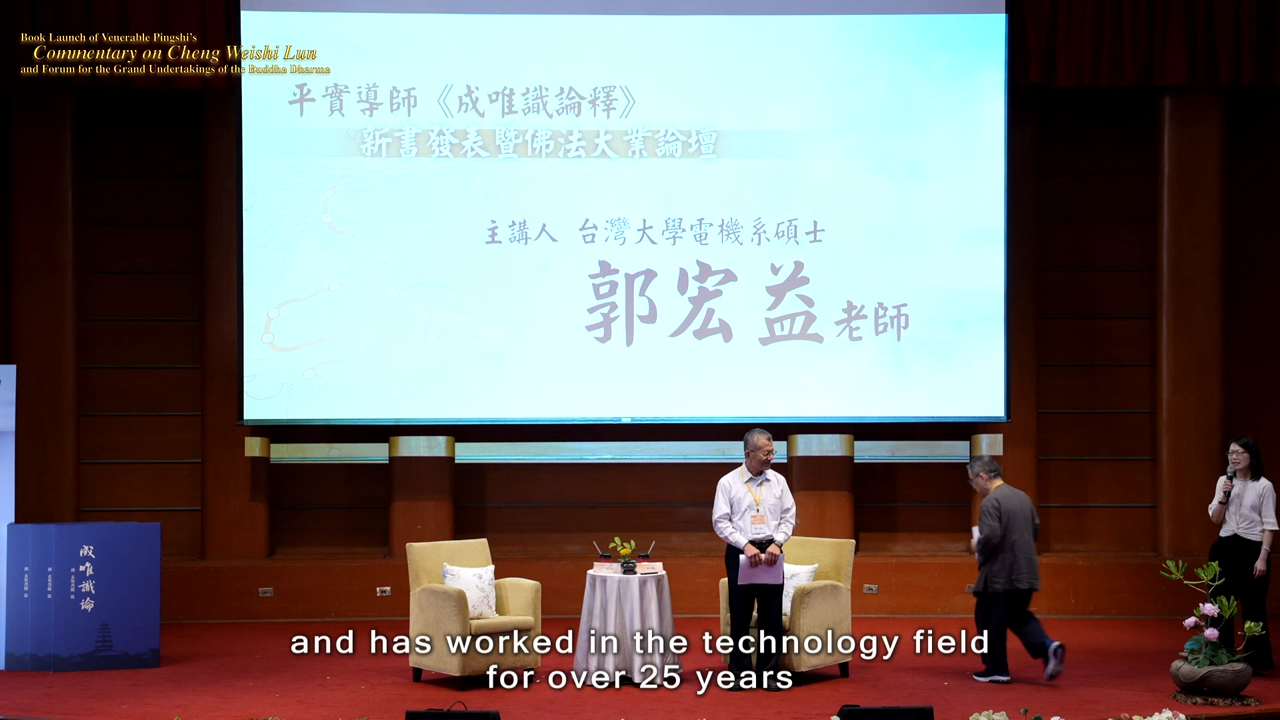 Book Launch of Venerable Pingshi's
Commentary on Cheng Weishi Lun
and Forum for the Grand Undertakings of the Buddha Dharma
平實導師《成唯識論釋》
新書發表暨佛法大業論壇
主講人 台灣大學電機系碩士
郭宏益老師
成唯識論
and has worked in the technology field
for over 25 years